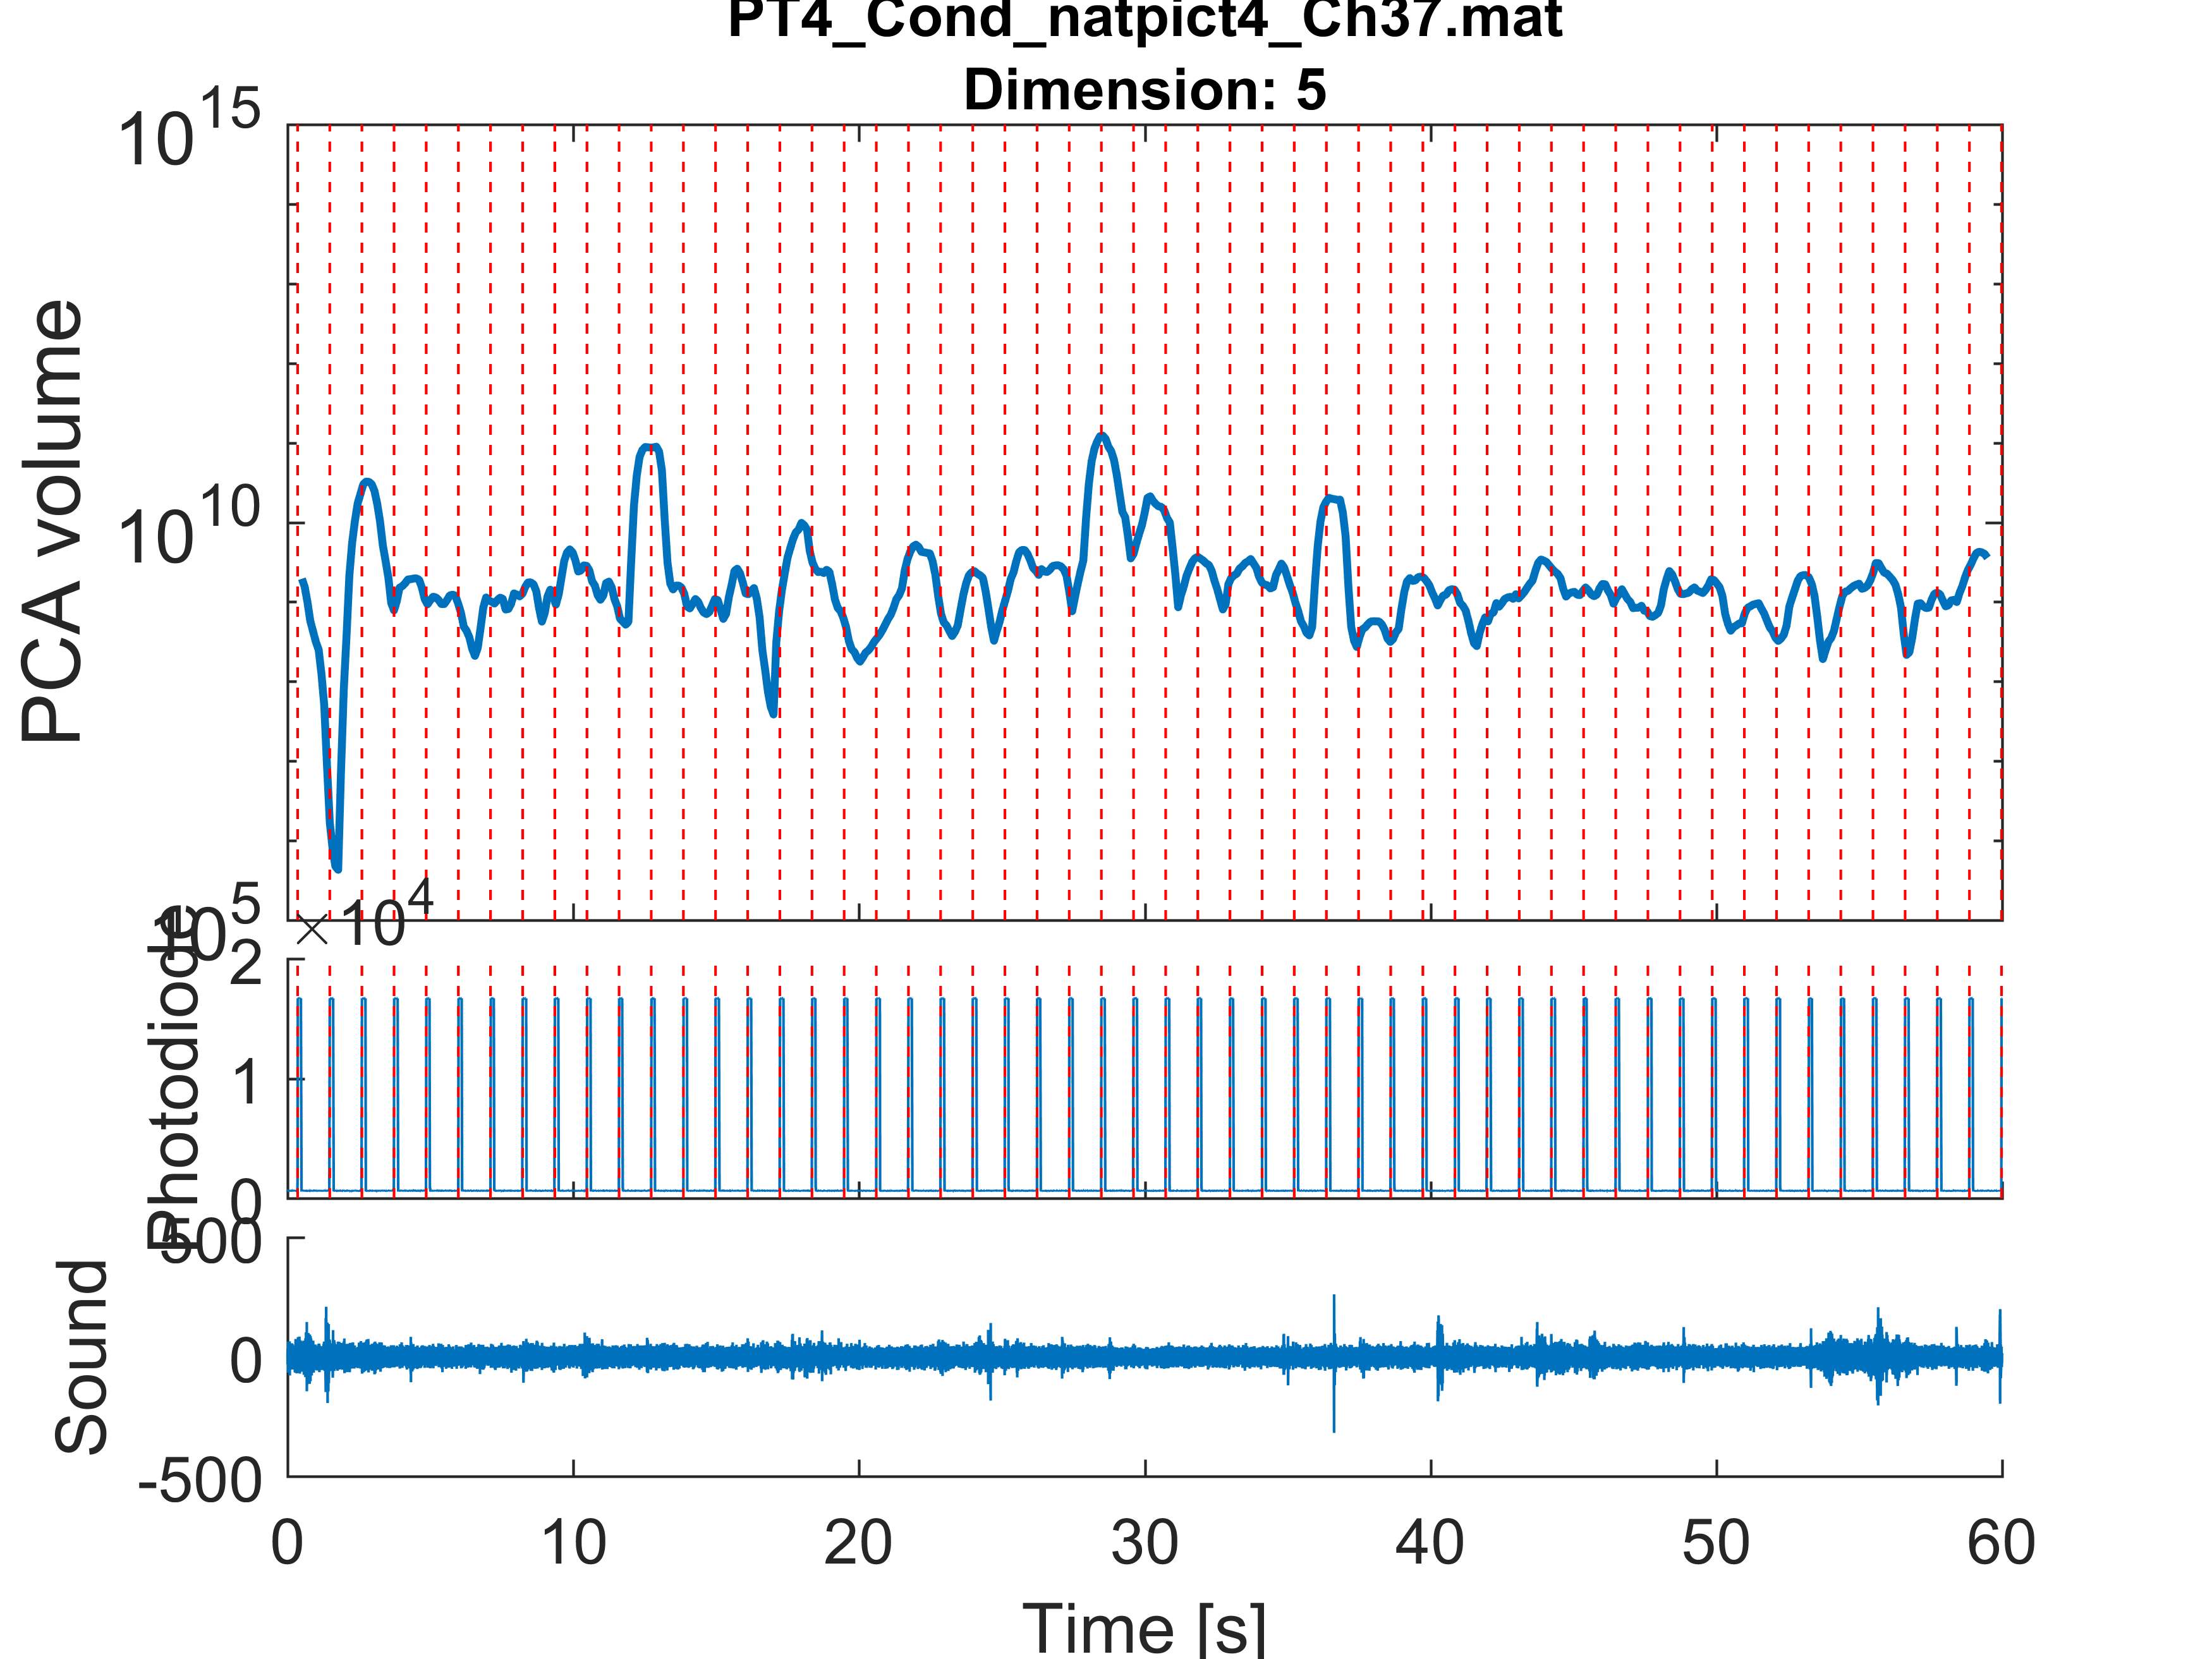 PT4_Cond_natpict4_Ch37.mat
Dimension: 5
10^15
10^10
10^5
PCA volume
×10^4
2
1
0
Photodiode
500
0
-500
Sound
0 10 20 30 40 50 60
Time [s]